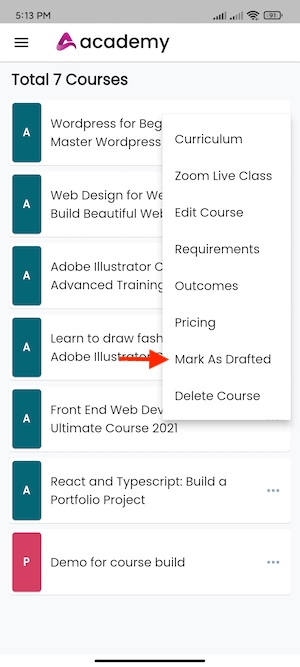 5:13 PM
91
academy
Total 7 Courses
A
Wordpress for Beg
Master Wordpress
A
Web Design for We
Build Beautiful Web
A
Adobe Illustrator C
Advanced Training
A
Learn to draw fash
Adobe Illustrator
A
Front End Web Dev
Ultimate Course 2021
A
React and Typescript: Build a
Portfolio Project
P
Demo for course build
Curriculum
Zoom Live Class
Edit Course
Requirements
Outcomes
Pricing
Mark As Drafted
Delete Course